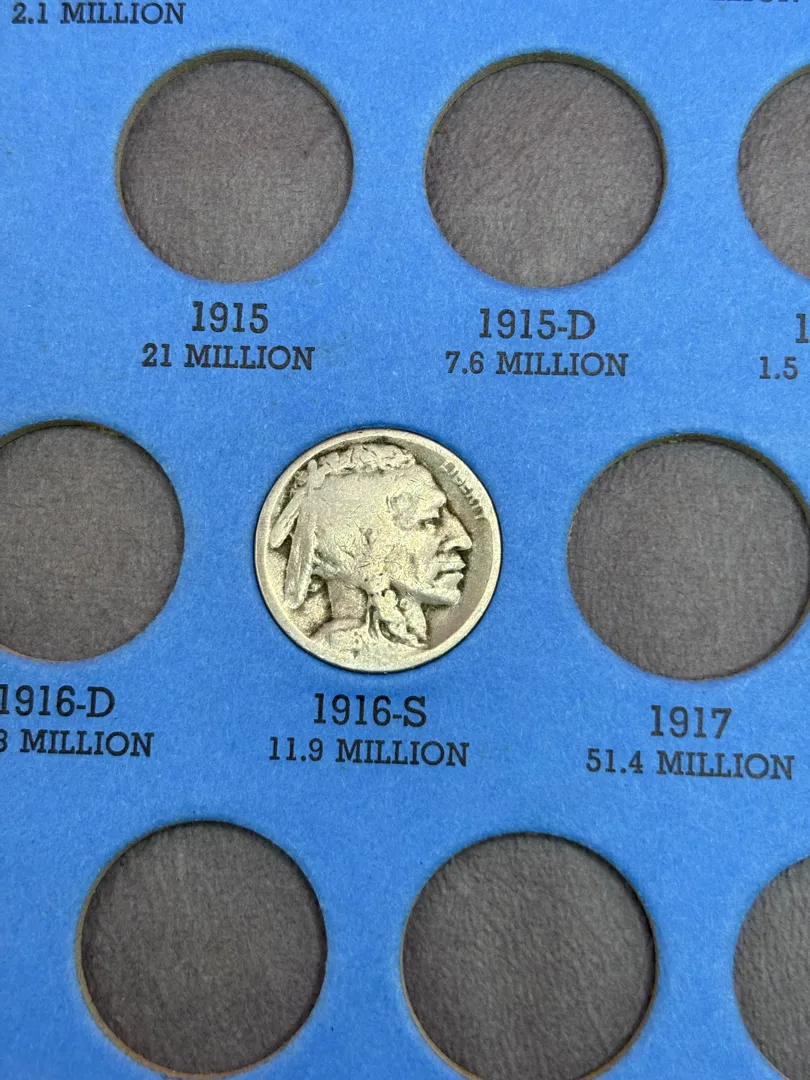 2.1 MILLION
1915
21 MILLION
1915-D
7.6 MILLION
1.5
LIBERTY
1916-D
MILLION
1916-S
11.9 MILLION
1917
51.4 MILLION